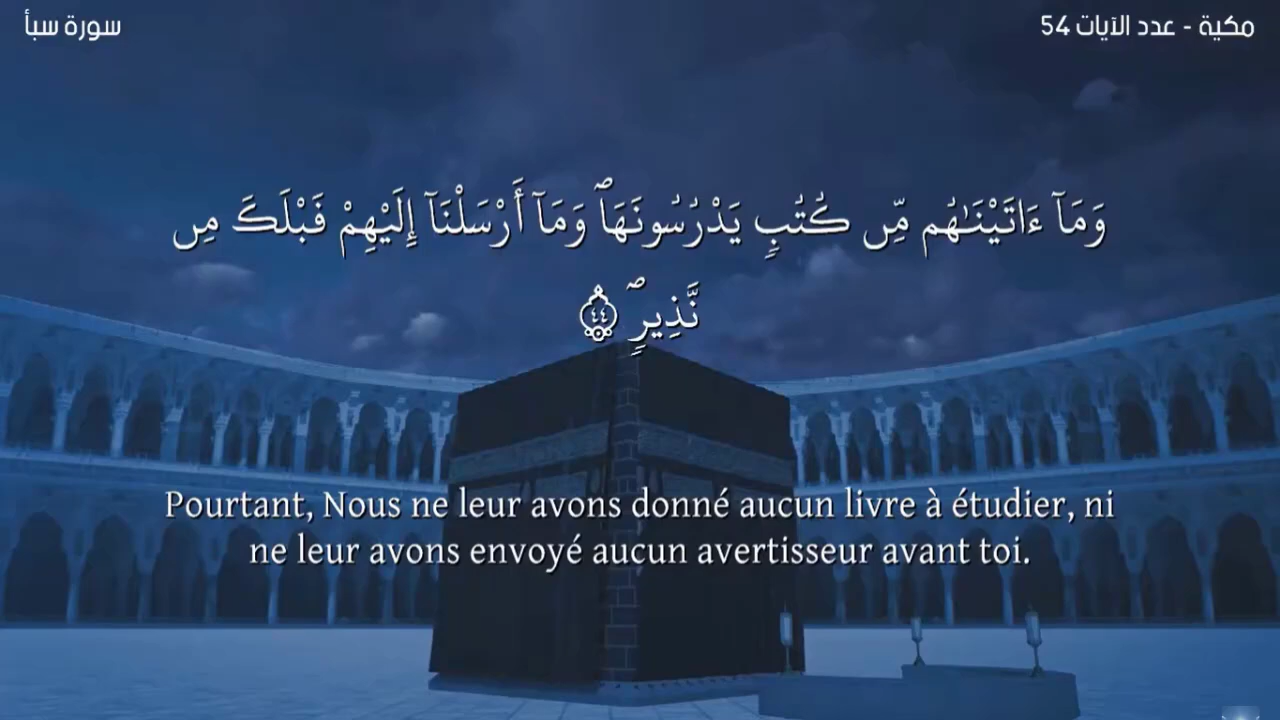 سورة سبأ
مكية - عدد الآيات 54
وَمَآ ءَاتَيْنَٰهُم مِّن كُتُبٍ يَدْرُسُونَهَا ۖ وَمَآ أَرْسَلْنَآ إِلَيْهِمْ قَبْلَكَ مِن
نَّذِيرٍ ۖ ٤٤
Pourtant, Nous ne leur avons donné aucun livre à étudier, ni
ne leur avons envoyé aucun avertisseur avant toi.